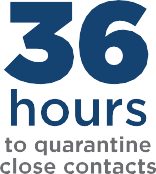 36
hours
to quarantine
close contacts